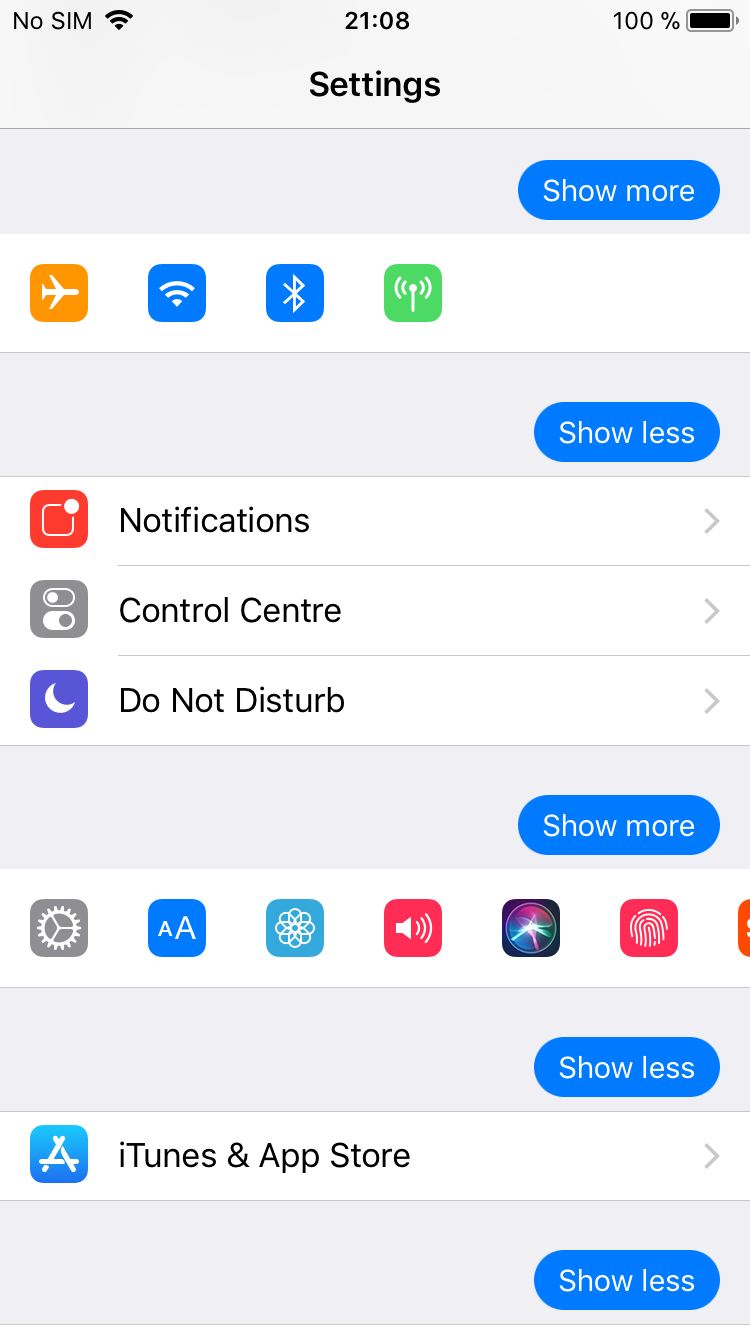 No SIM 21:08 100 %
Settings
Show more
Show less
Notifications
Control Centre
Do Not Disturb
Show more
AA
Show less
iTunes & App Store
Show less